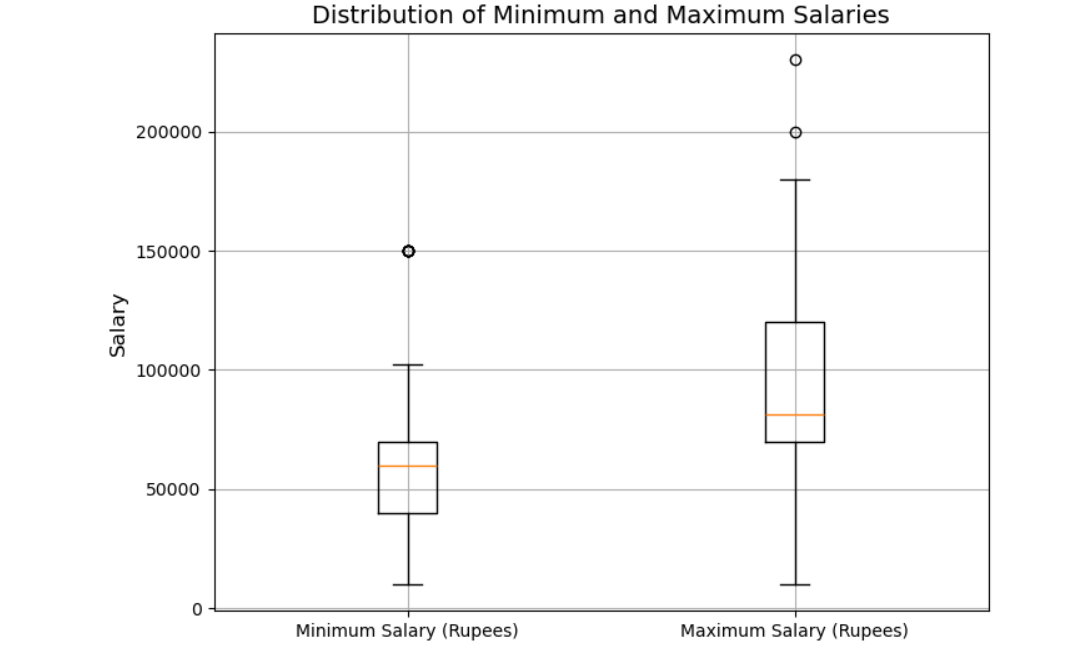 Distribution of Minimum and Maximum Salaries
200000
150000
100000
50000
0
Salary
Minimum Salary (Rupees)
Maximum Salary (Rupees)